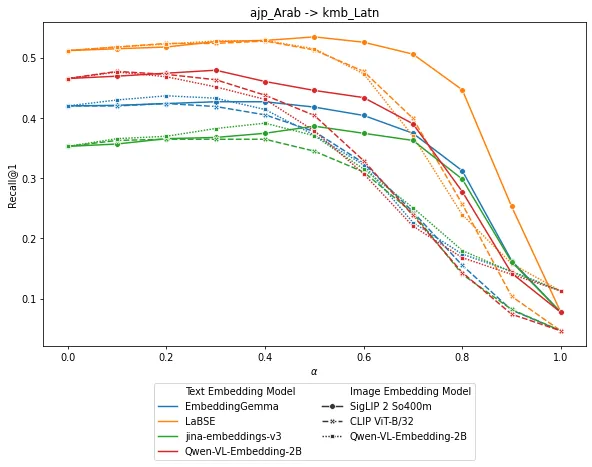 ajp_Arab -> kmb_Latn
Recall@1
0.5
0.4
0.3
0.2
0.1
0.0 0.2 0.4 0.6 0.8 1.0
α
Text Embedding Model Image Embedding Model
EmbeddingGemma SigLIP 2 So400m
LaBSE CLIP ViT-B/32
jina-embeddings-v3 Qwen-VL-Embedding-2B
Qwen-VL-Embedding-2B